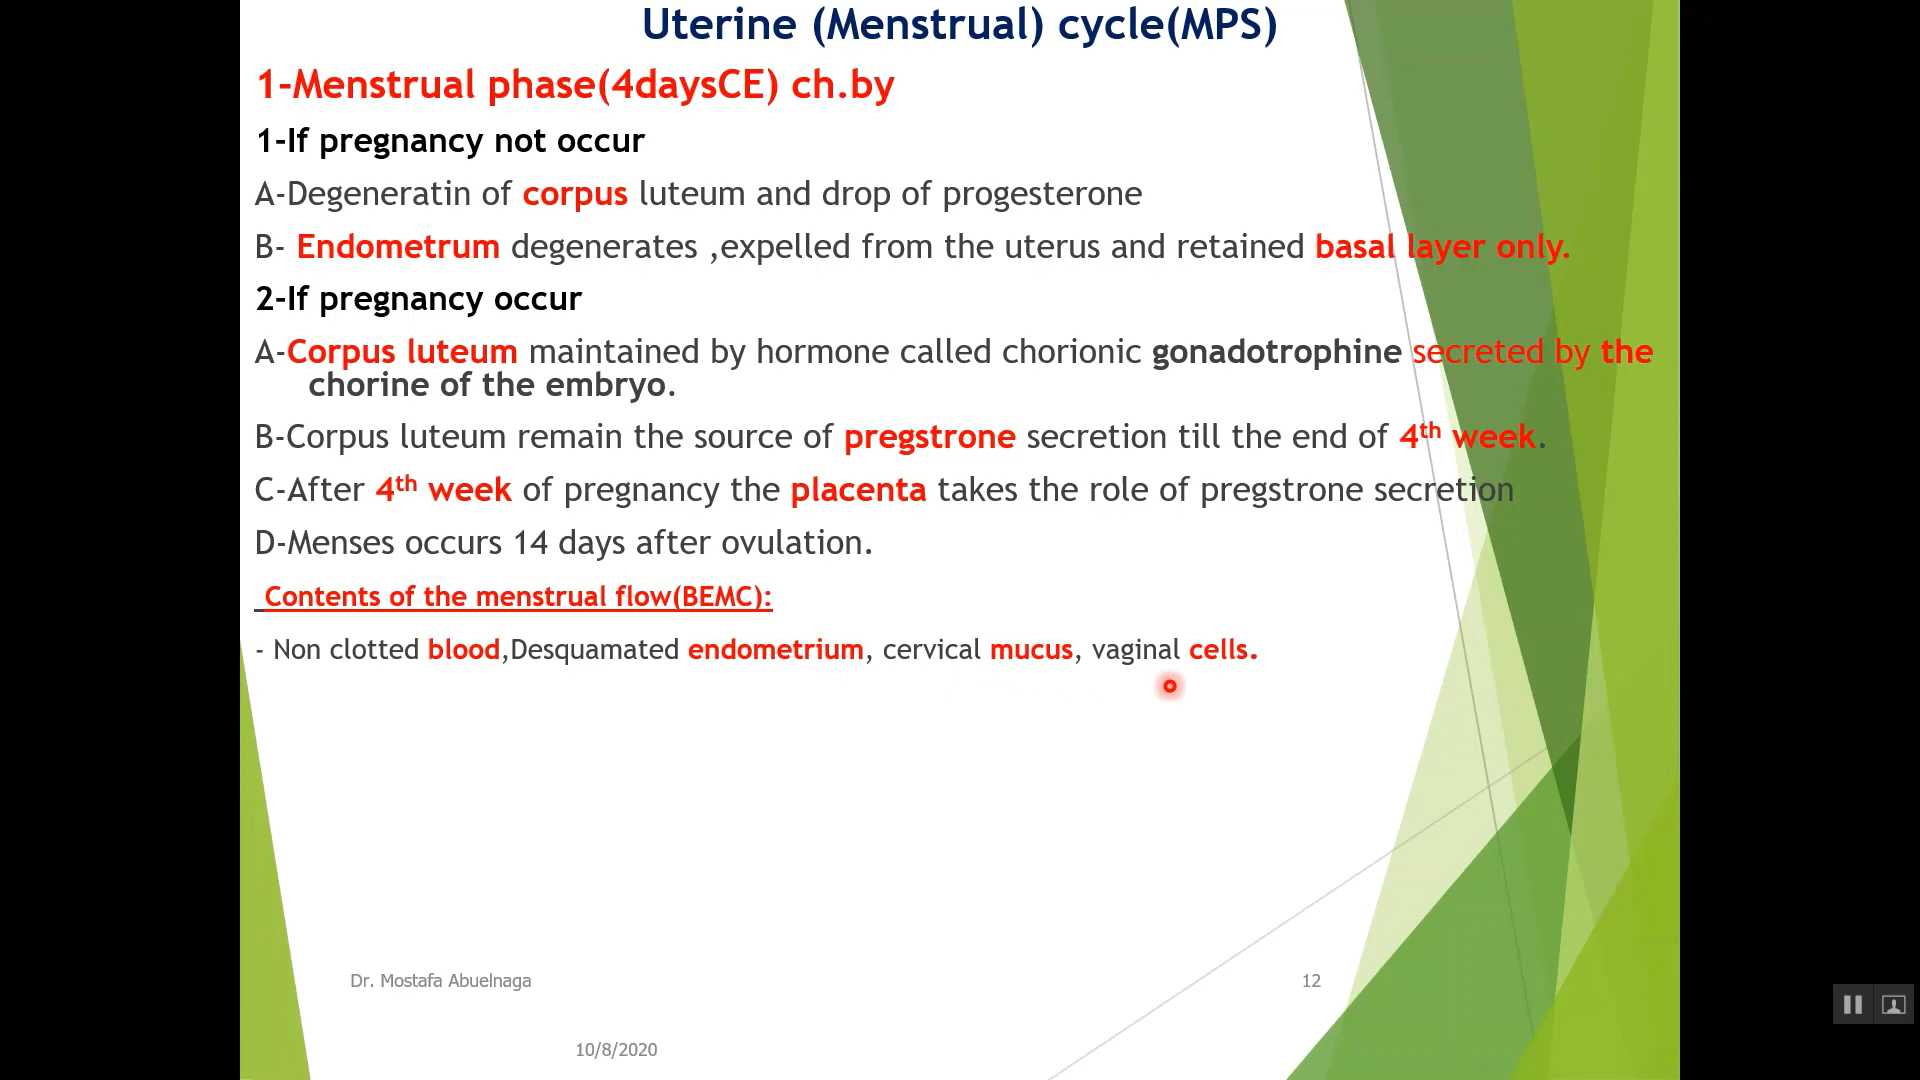 Uterine (Menstrual) cycle(MPS)
1-Menstrual phase(4daysCE) ch.by
1-If pregnancy not occur
A-Degeneratin of corpus luteum and drop of progesterone
B- Endometrum degenerates ,expelled from the uterus and retained basal layer only.
2-If pregnancy occur
A-Corpus luteum maintained by hormone called chorionic gonadotrophine secreted by the
chorine of the embryo.
B-Corpus luteum remain the source of pregstrone secretion till the end of 4th week.
C-After 4th week of pregnancy the placenta takes the role of pregstrone secretion
D-Menses occurs 14 days after ovulation.
Contents of the menstrual flow(BEMC):
- Non clotted blood,Desquamated endometrium, cervical mucus, vaginal cells.
Dr. Mostafa Abuelnaga
12
10/8/2020